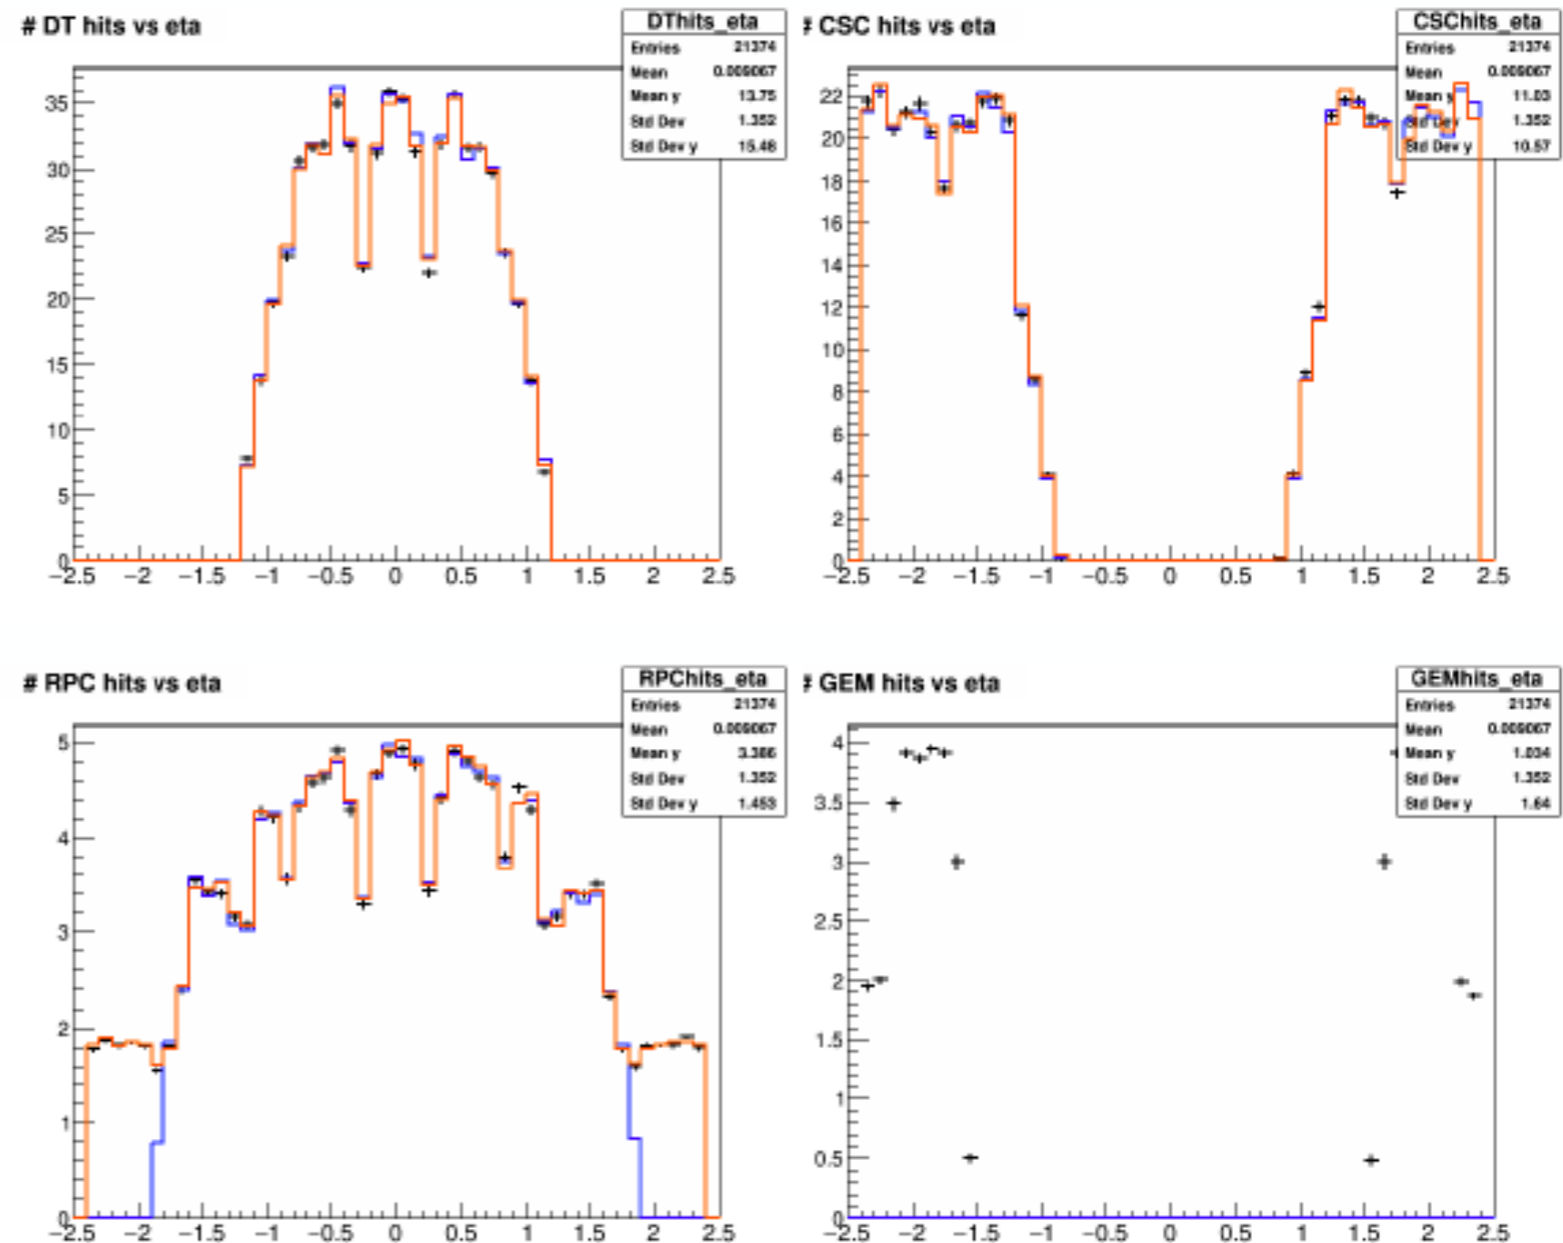 # DT hits vs eta
DThits_eta
Entries 21374
Mean 0.009067
Mean y 13.75
Std Dev 1.352
Std Dev y 15.48
35
30
25
20
15
10
5
0
−2.5 −2 −1.5 −1 −0.5 0 0.5 1 1.5 2 2.5
# CSC hits vs eta
CSChits_eta
Entries 21374
Mean 0.009067
Mean y 11.03
Std Dev 1.352
Std Dev y 10.57
22
20
18
16
14
12
10
8
6
4
2
0
−2.5 −2 −1.5 −1 −0.5 0 0.5 1 1.5 2 2.5
# RPC hits vs eta
RPChits_eta
Entries 21374
Mean 0.009067
Mean y 3.386
Std Dev 1.352
Std Dev y 1.453
5
4
3
2
1
0
−2.5 −2 −1.5 −1 −0.5 0 0.5 1 1.5 2 2.5
# GEM hits vs eta
GEMhits_eta
Entries 21374
Mean 0.009067
Mean y 1.034
Std Dev 1.352
Std Dev y 1.64
4
3.5
3
2.5
2
1.5
1
0.5
0
−2.5 −2 −1.5 −1 −0.5 0 0.5 1 1.5 2 2.5